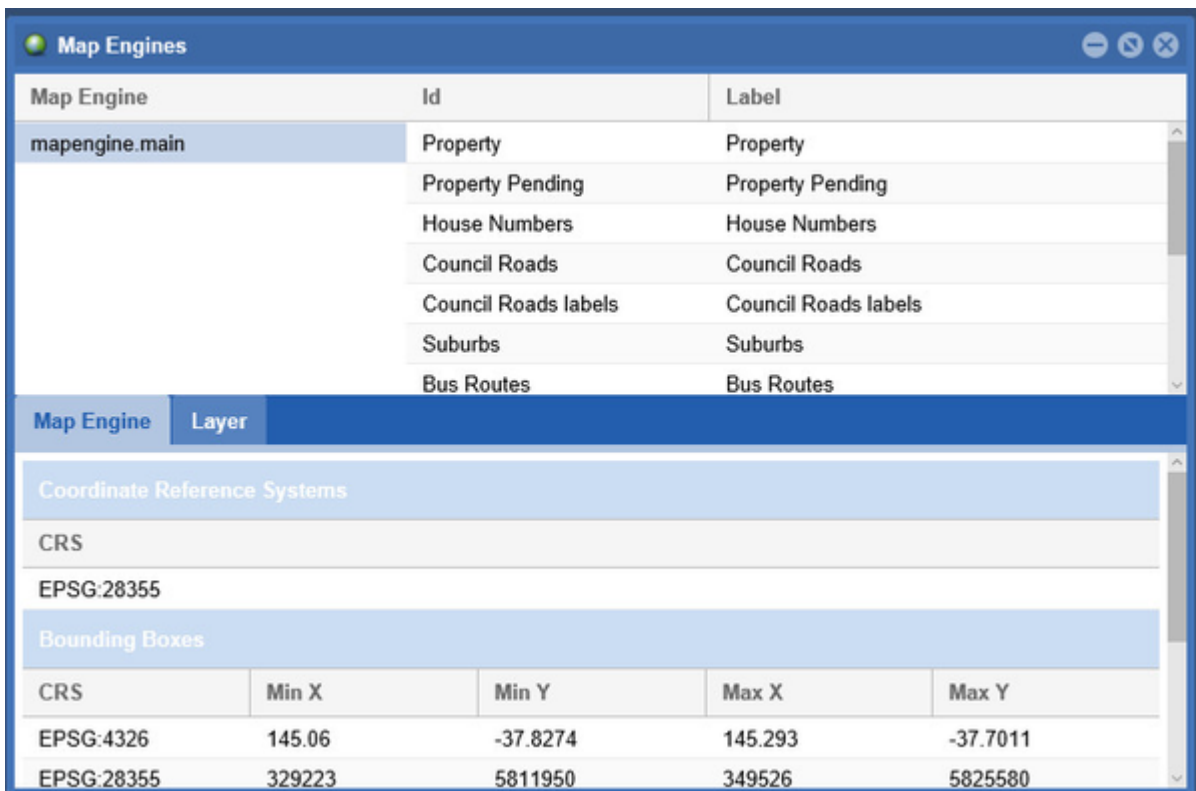 Map Engines
Map Engine Id Label
mapengine.main Property Property
Property Pending Property Pending
House Numbers House Numbers
Council Roads Council Roads
Council Roads labels Council Roads labels
Suburbs Suburbs
Bus Routes Bus Routes
Map Engine Layer
Coordinate Reference Systems
CRS
EPSG:28355
Bounding Boxes
CRS Min X Min Y Max X Max Y
EPSG:4326 145.06 -37.8274 145.293 -37.7011
EPSG:28355 329223 5811950 349526 5825580